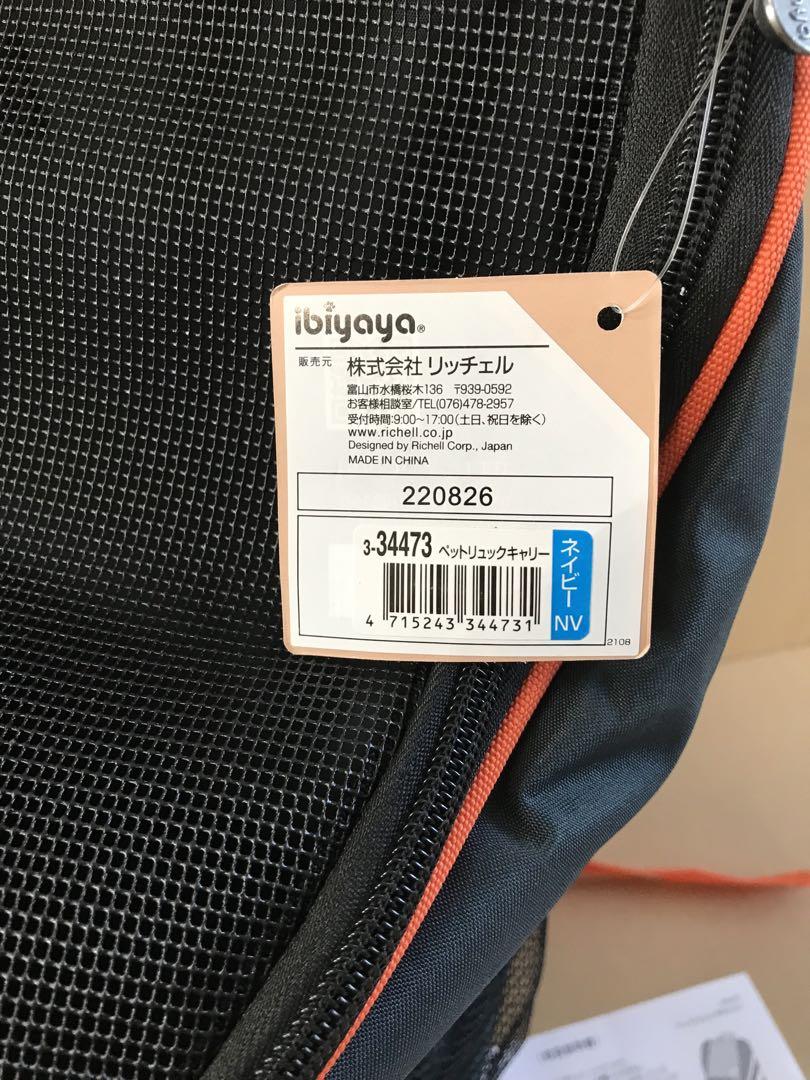 ibiyaya®
販売元 株式会社 リッチェル
富山市水橋桜木136 〒939-0592
お客様相談室/TEL(076)478-2957
受付時間:9:00~17:00(土日、祝日を除く)
www.richell.co.jp
Designed by Richell Corp., Japan
MADE IN CHINA
220826
3-34473 ペットリュックキャリー
ネイビー
NV
4 715243 344731
2108